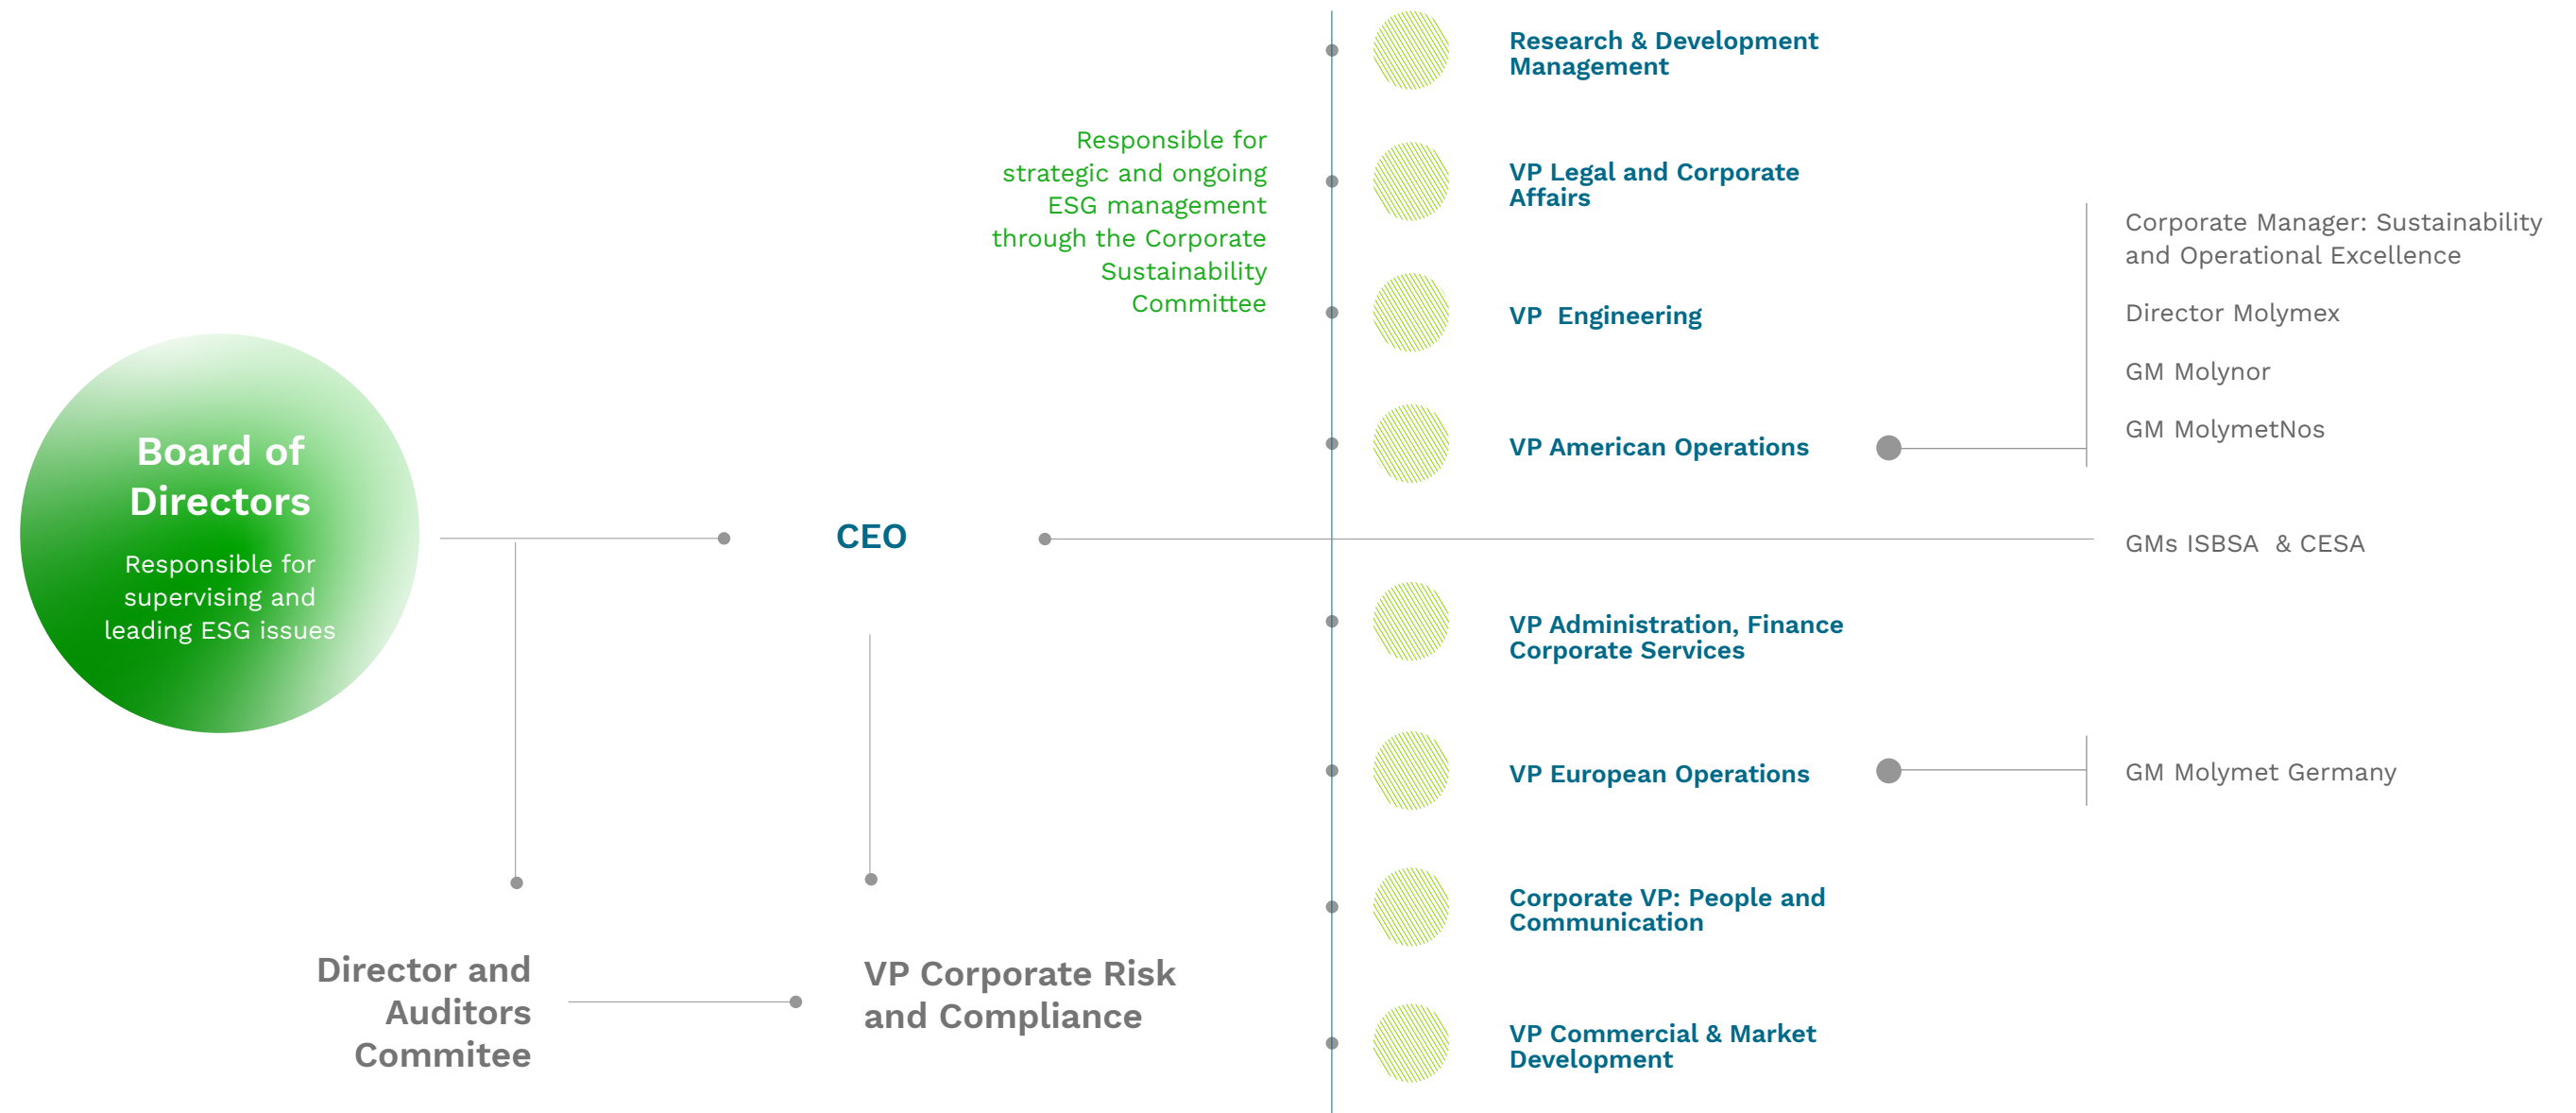 Board of
Directors
Responsible for
supervising and
leading ESG issues
CEO
Director and
Auditors
Commitee
VP Corporate Risk
and Compliance
Responsible for
strategic and ongoing
ESG management
through the Corporate
Sustainability
Committee
Research & Development
Management
VP Legal and Corporate
Affairs
VP  Engineering
VP American Operations
VP Administration, Finance
Corporate Services
VP European Operations
Corporate VP: People and
Communication
VP Commercial & Market
Development
Corporate Manager: Sustainability
and Operational Excellence
Director Molymex
GM Molynor
GM MolymetNos
GMs ISBSA  & CESA
GM Molymet Germany